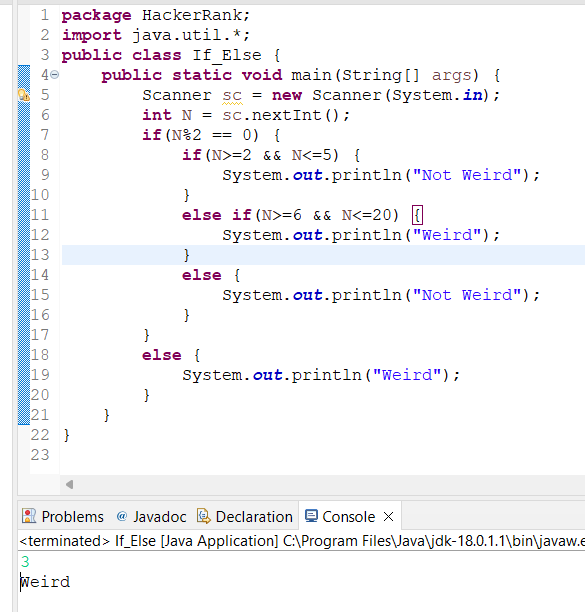 1 package HackerRank;
2 import java.util.*;
3 public class If_Else {
4 public static void main(String[] args) {
5 Scanner sc = new Scanner(System.in);
6 int N = sc.nextInt();
7 if(N%2 == 0) {
8 if(N>=2 && N<=5) {
9 System.out.println("Not Weird");
10 }
11 else if(N>=6 && N<=20) {
12 System.out.println("Weird");
13 }
14 else {
15 System.out.println("Not Weird");
16 }
17 }
18 else {
19 System.out.println("Weird");
20 }
21 }
22 }
23
Problems @ Javadoc Declaration Console
<terminated> If_Else [Java Application] C:\Program Files\Java\jdk-18.0.1.1\bin\javaw.e
3
Weird